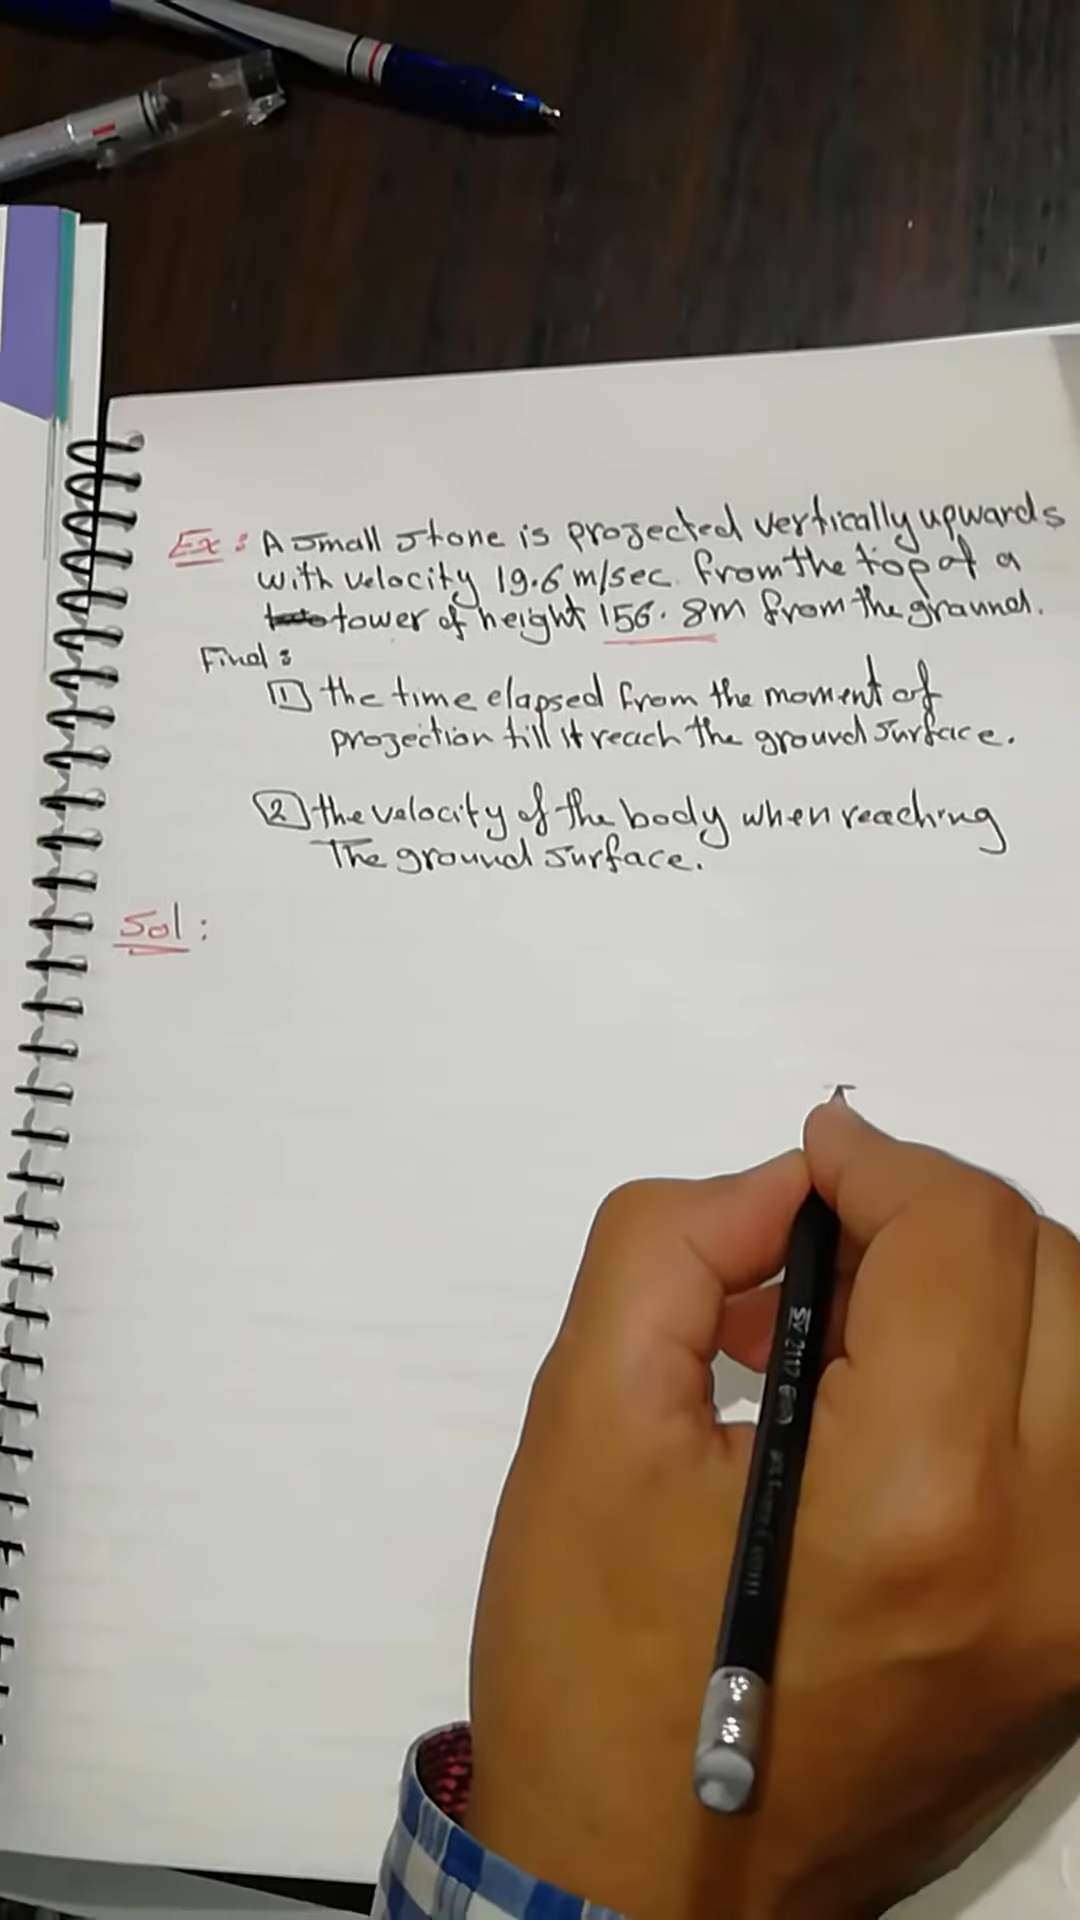 Ex: A small stone is projected vertically upwards
with velocity 19.6 m/sec. from the top of a
tower of height 156.8m from the ground.
Find:
1 the time elapsed from the moment of
projection till it reach the ground surface.
2 the velocity of the body when reaching
The ground surface.
Sol:
SV 2112